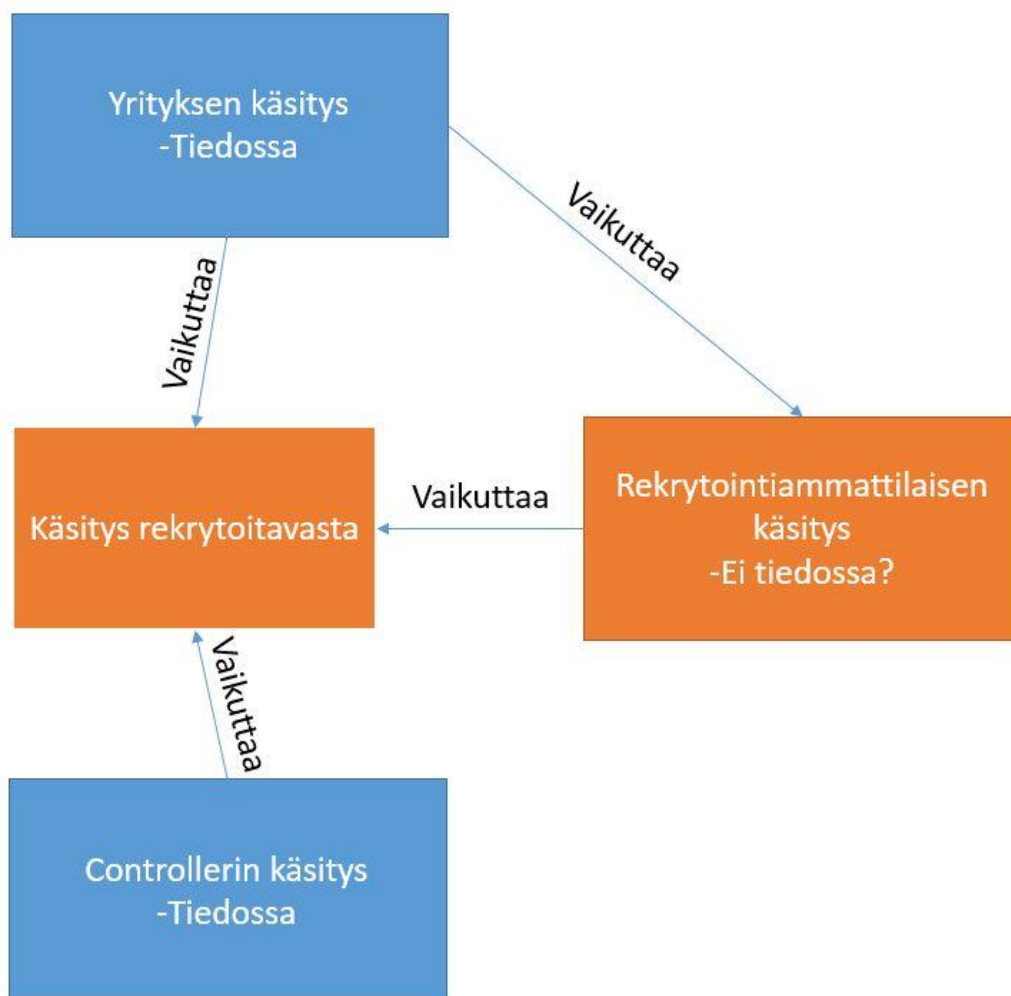 Yrityksen käsitys
-Tiedossa
Vaikuttaa
Vaikuttaa
Käsitys rekrytoitavasta
Vaikuttaa
Rekrytointiammattilaisen
käsitys
-Ei tiedossa?
Vaikuttaa
Controllerin käsitys
-Tiedossa